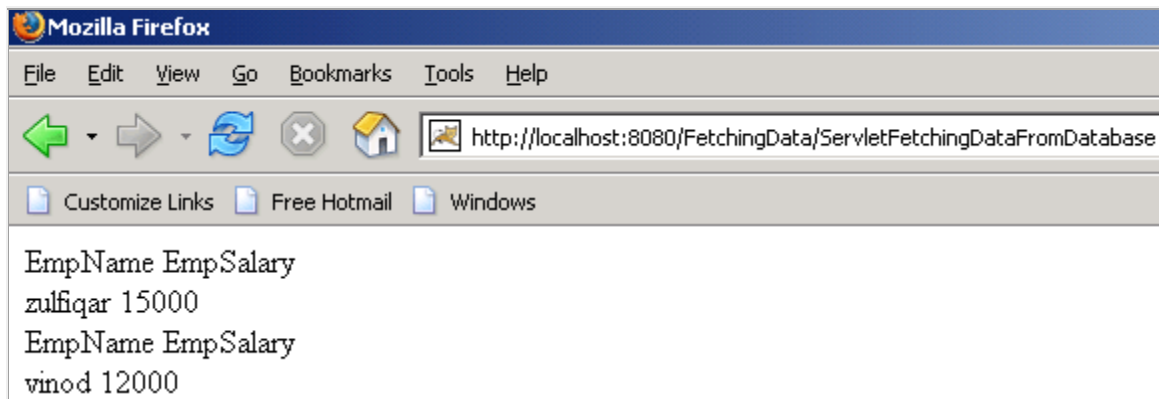 Mozilla Firefox
File Edit View Go Bookmarks Tools Help
http://localhost:8080/FetchingData/ServletFetchingDataFromDatabase
Customize Links Free Hotmail Windows
EmpName EmpSalary
zulfiqar 15000
EmpName EmpSalary
vinod 12000